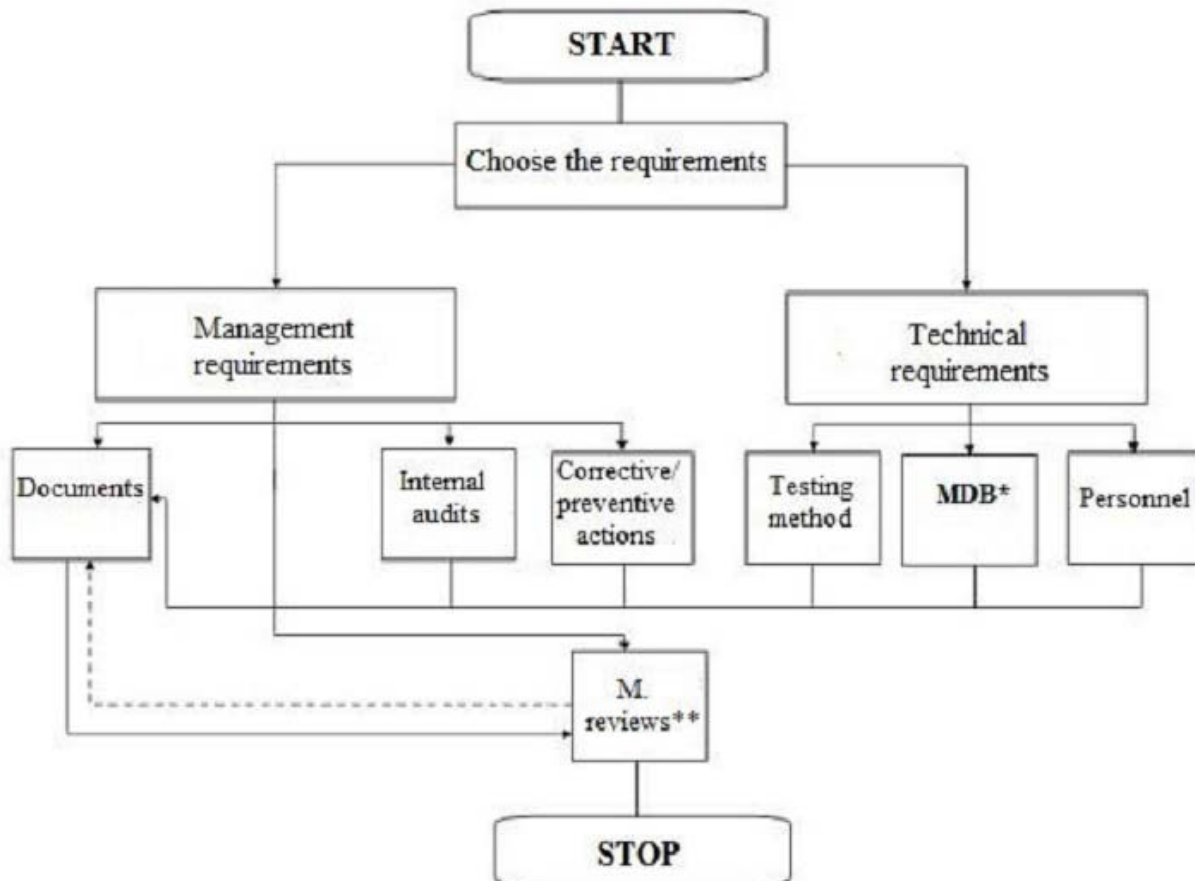 START
Choose the requirements
Management
requirements
Technical
requirements
Documents
Internal
audits
Corrective/
preventive
actions
Testing
method
MDB*
Personnel
M.
reviews**
STOP